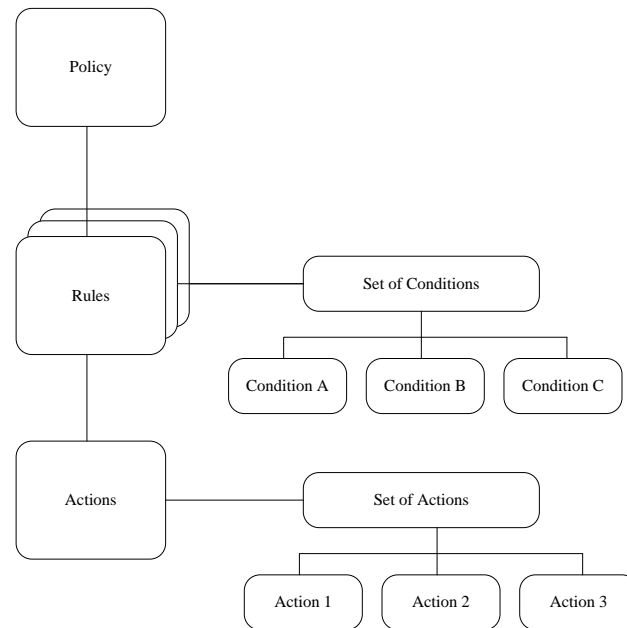 Policy
Rules
Set of Conditions
Condition A
Condition B
Condition C
Actions
Set of Actions
Action 1
Action 2
Action 3